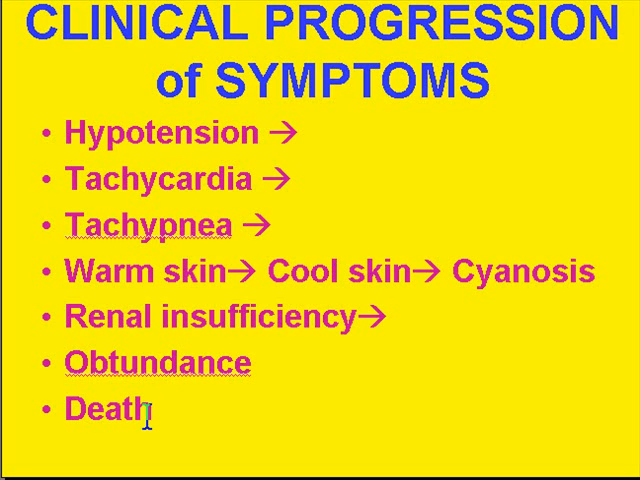 CLINICAL PROGRESSION
of SYMPTOMS
• Hypotension →
• Tachycardia →
• Tachypnea →
• Warm skin→ Cool skin→ Cyanosis
• Renal insufficiency→
• Obtundance
• Death